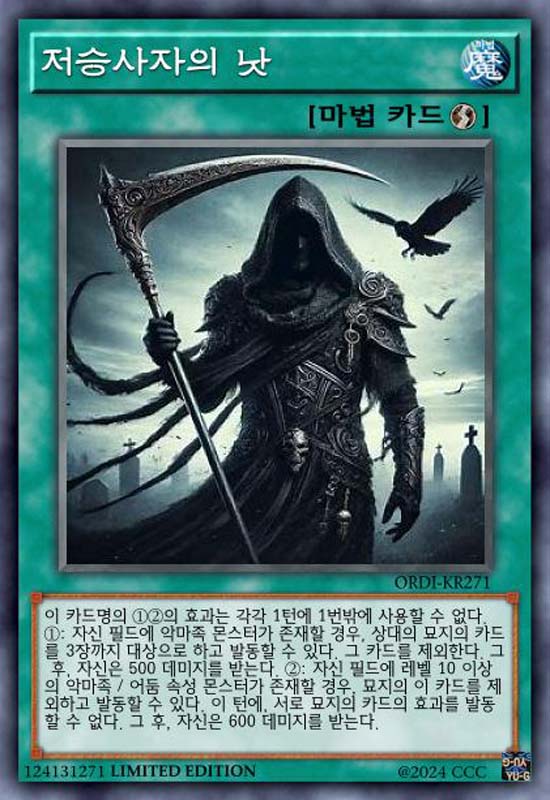 저승사자의 낫
마법
魔
[마법 카드]
ORDI-KR271
이 카드명의 ①②의 효과는 각각 1턴에 1번밖에 사용할 수 없다.
①: 자신 필드에 악마족 몬스터가 존재할 경우, 상대의 묘지의 카드
를 3장까지 대상으로 하고 발동할 수 있다. 그 카드를 제외한다. 그
후, 자신은 500 데미지를 받는다. ②: 자신 필드에 레벨 10 이상
의 악마족 / 어둠 속성 몬스터가 존재할 경우, 묘지의 이 카드를 제
외하고 발동할 수 있다. 이 턴에, 서로 묘지의 카드의 효과를 발동
할 수 없다. 그 후, 자신은 600 데미지를 받는다.
124131271 LIMITED EDITION
@2024 CCC